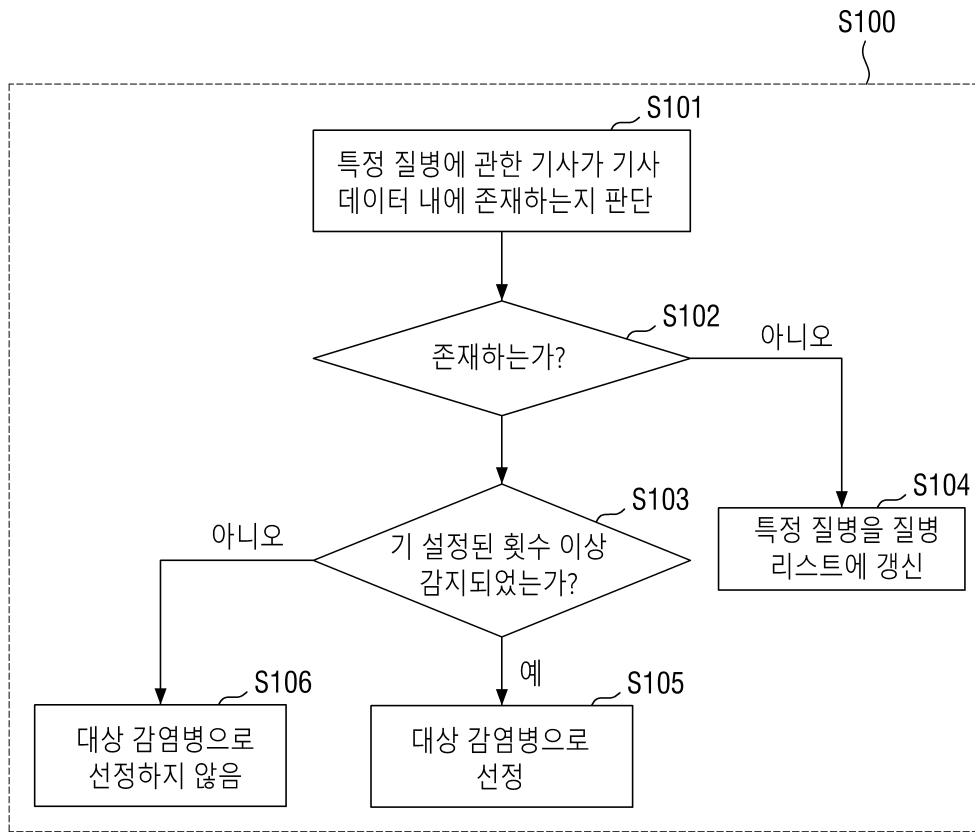 S100
S101
특정 질병에 관한 기사가 기사
데이터 내에 존재하는지 판단
S102
존재하는가?
아니오
S103
기 설정된 횟수 이상
감지되었는가?
아니오
S104
특정 질병을 질병
리스트에 갱신
예
S106
대상 감염병으로
선정하지 않음
S105
대상 감염병으로
선정